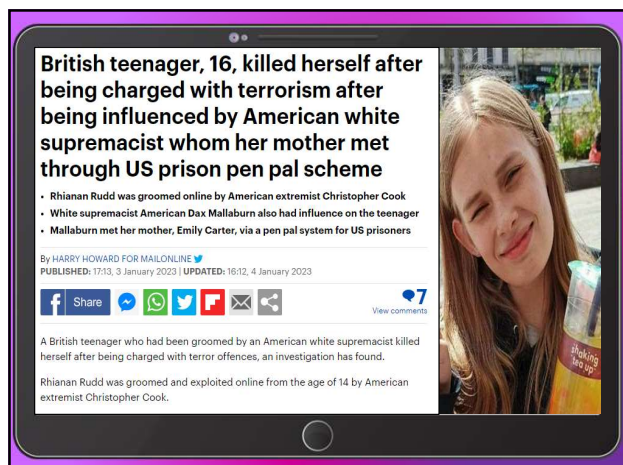 British teenager, 16, killed herself after
being charged with terrorism after
being influenced by American white
supremacist whom her mother met
through US prison pen pal scheme
• Rhianan Rudd was groomed online by American extremist Christopher Cook
• White supremacist American Dax Mallaburn also had influence on the teenager
• Mallaburn met her mother, Emily Carter, via a pen pal system for US prisoners
By HARRY HOWARD FOR MAILONLINE
PUBLISHED: 17:13, 3 January 2023 | UPDATED: 16:12, 4 January 2023
f Share
7
View comments
A British teenager who had been groomed by an American white supremacist killed
herself after being charged with terror offences, an investigation has found.
Rhianan Rudd was groomed and exploited online from the age of 14 by American
extremist Christopher Cook.
shaking
tea up